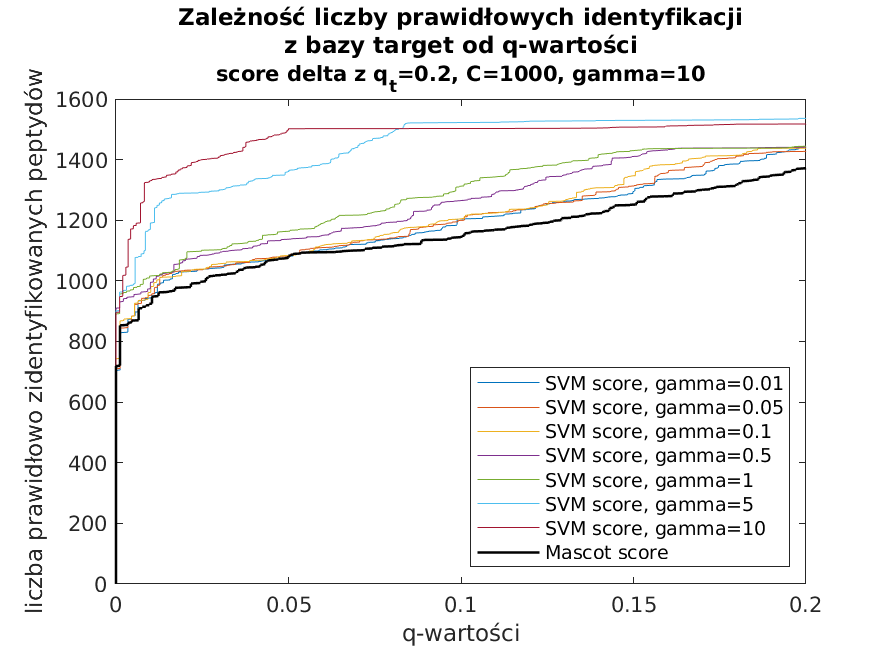 Zależność liczby prawidłowych identyfikacji
z bazy target od q-wartości
score delta z qt=0.2, C=1000, gamma=10
liczba prawidłowo zidentyfikowanych peptydów
1600
1400
1200
1000
800
600
400
200
0
0
0.05
0.1
0.15
0.2
q-wartości
SVM score, gamma=0.01
SVM score, gamma=0.05
SVM score, gamma=0.1
SVM score, gamma=0.5
SVM score, gamma=1
SVM score, gamma=5
SVM score, gamma=10
Mascot score